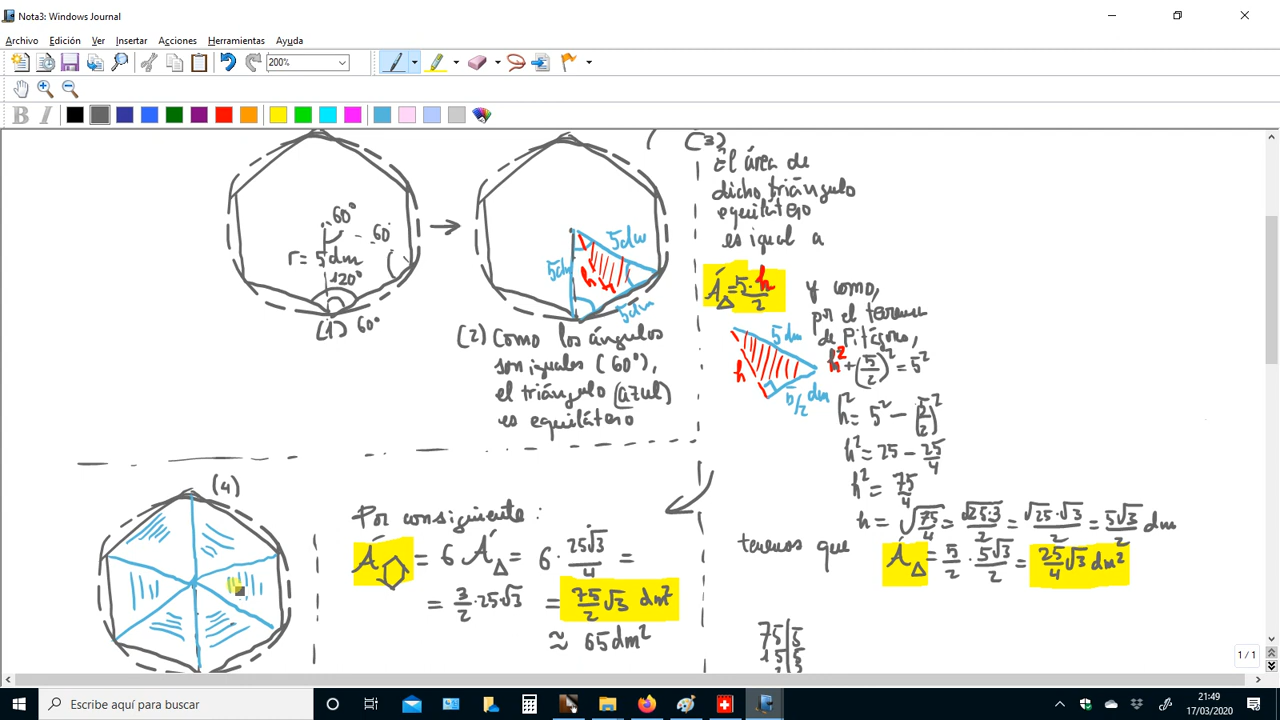 Nota3: Windows Journal
Archivo Edición Ver Insertar Acciones Herramientas Ayuda
200%
B I
60°
60°
r = 5 dm
120°
(1) 60°
5dm
5dm
h
5dm
(2) Como los ángulos
son iguales (60°),
el triángulo (azul)
es equilátero
(3)
El área de
dicho triángulo
equilátero
es igual a
Á△ = 5·h/2
y como,
por el teorema
de Pitágoras,
5 dm
h
5/2 dm
h² + (5/2)² = 5²
h² = 5² - (5/2)²
h² = 25 - 25/4
h² = 75/4
h = √75/4 = √25·3/2 = √25·√3/2 = 5√3/2 dm
tenemos que
Á△ = 5/2 · 5√3/2 = 25/4 √3 dm²
(4)
Por consiguiente:
Á⬡ = 6 Á△ = 6 · 25√3/4 =
= 3/2 · 25·√3 = 75/2 √3 dm²
≈ 65 dm²
75 5
15 5
1 / 1
Escribe aquí para buscar
21:49
17/03/2020